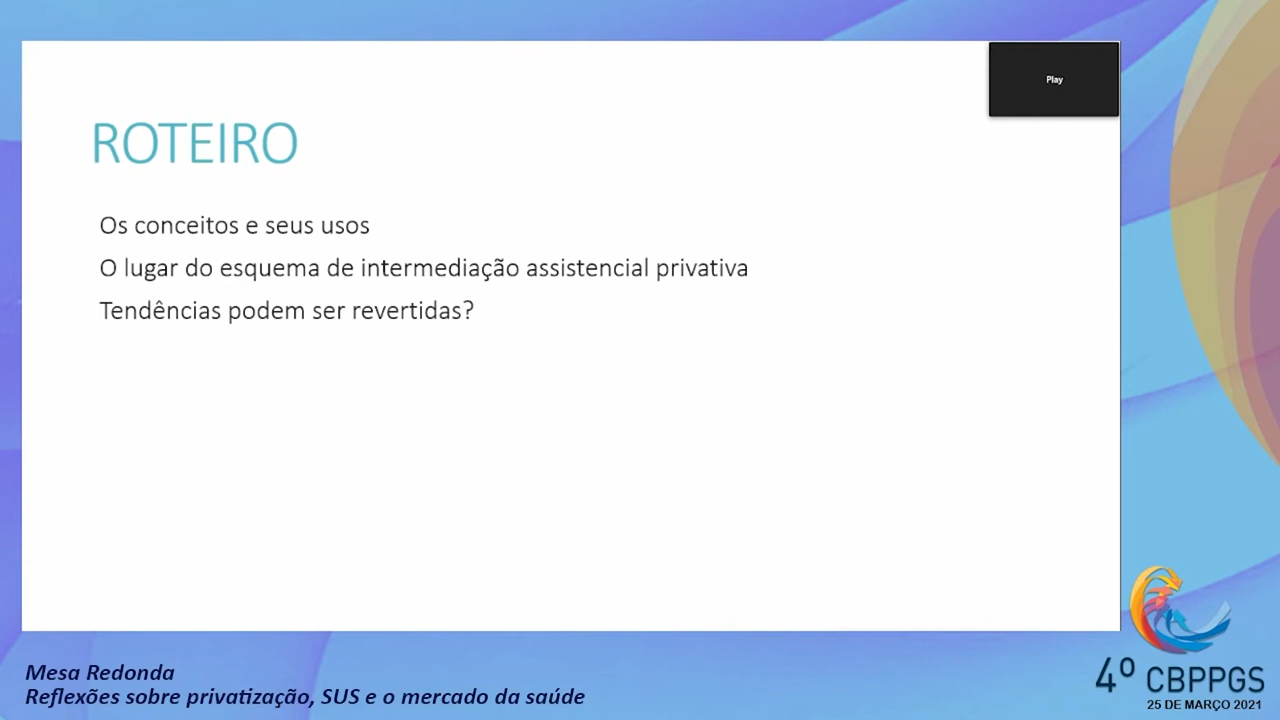 Play
ROTEIRO
Os conceitos e seus usos
O lugar do esquema de intermediação assistencial privativa
Tendências podem ser revertidas?
Mesa Redonda
Reflexões sobre privatização, SUS e o mercado da saúde
4º CBPPGS
25 DE MARÇO 2021